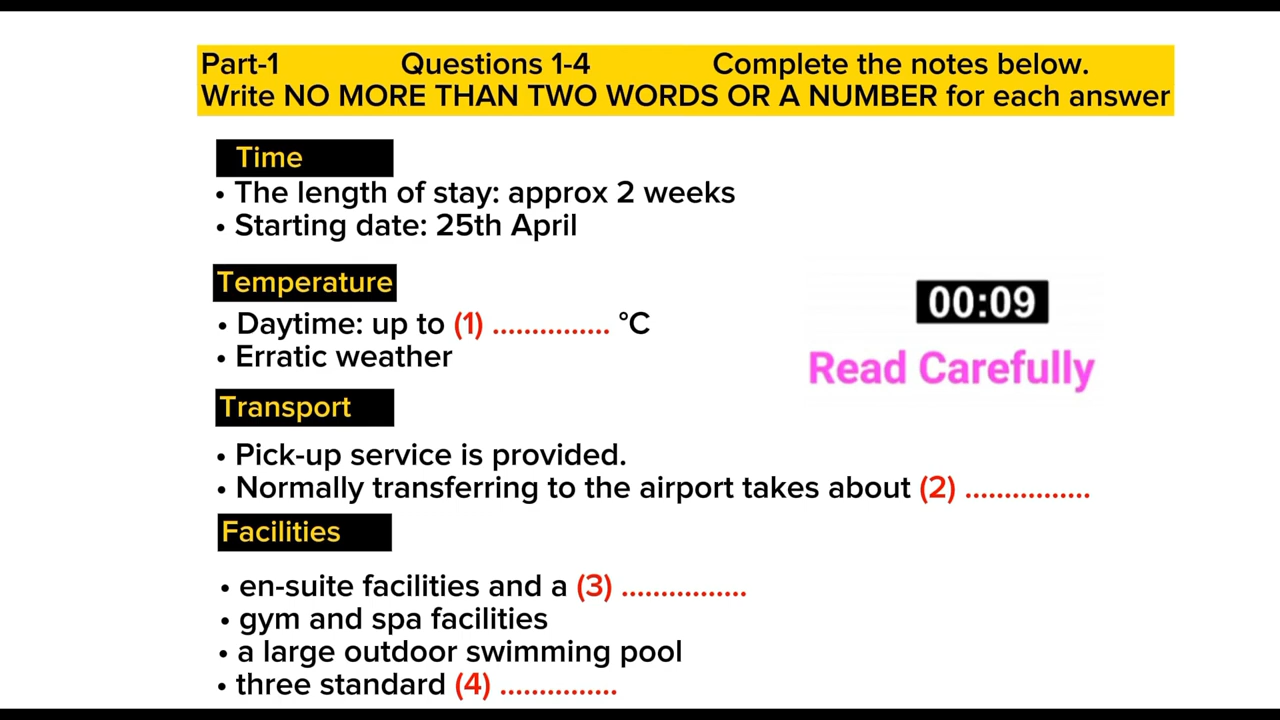 Part-1 Questions 1-4 Complete the notes below.
Write NO MORE THAN TWO WORDS OR A NUMBER for each answer
Time
• The length of stay: approx 2 weeks
• Starting date: 25th April
Temperature
• Daytime: up to (1) ............... °C
• Erratic weather
00:09
Read Carefully
Transport
• Pick-up service is provided.
• Normally transferring to the airport takes about (2) ................
Facilities
• en-suite facilities and a (3) ................
• gym and spa facilities
• a large outdoor swimming pool
• three standard (4) ...............